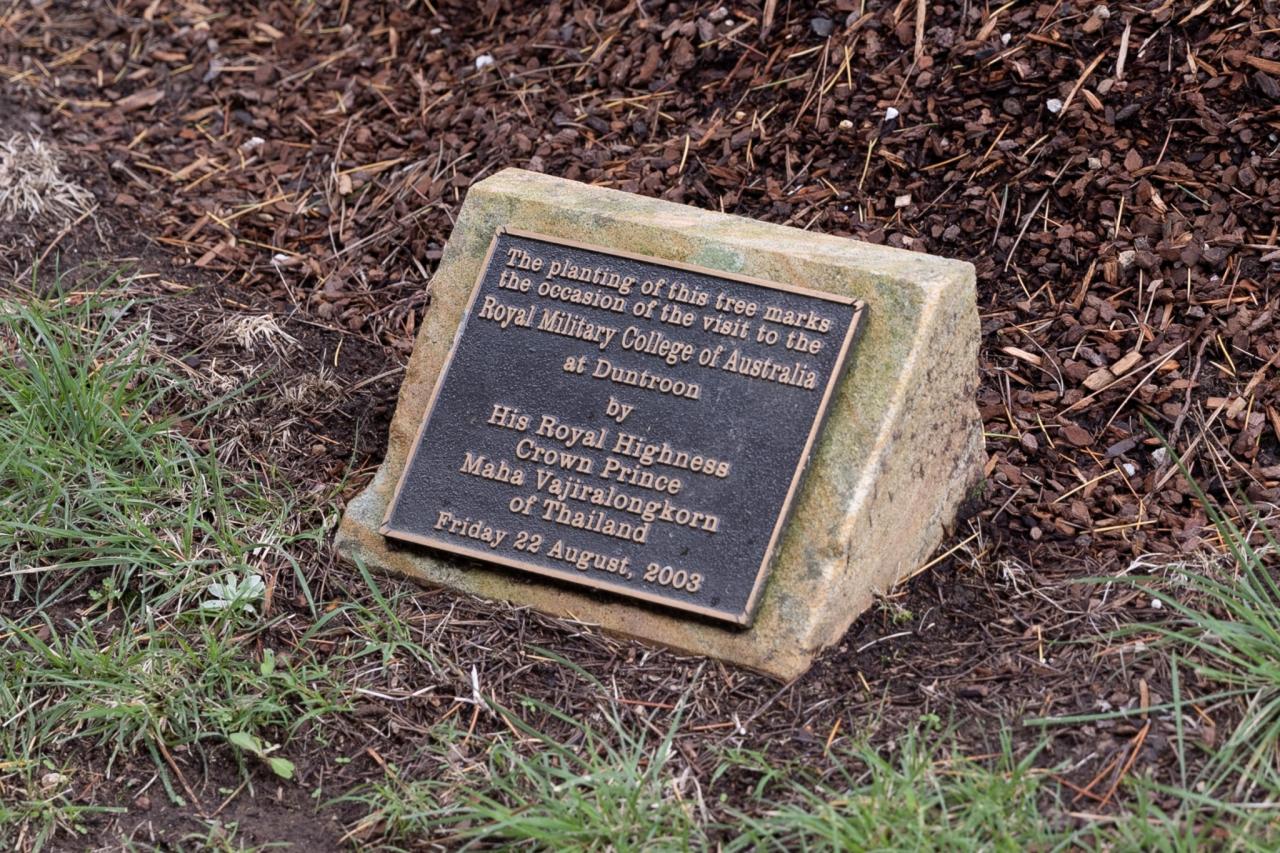 The planting of this tree marks
the occasion of the visit to the
Royal Military College of Australia
at Duntroon
by
His Royal Highness
Crown Prince
Maha Vajiralongkorn
of Thailand
Friday 22 August, 2003